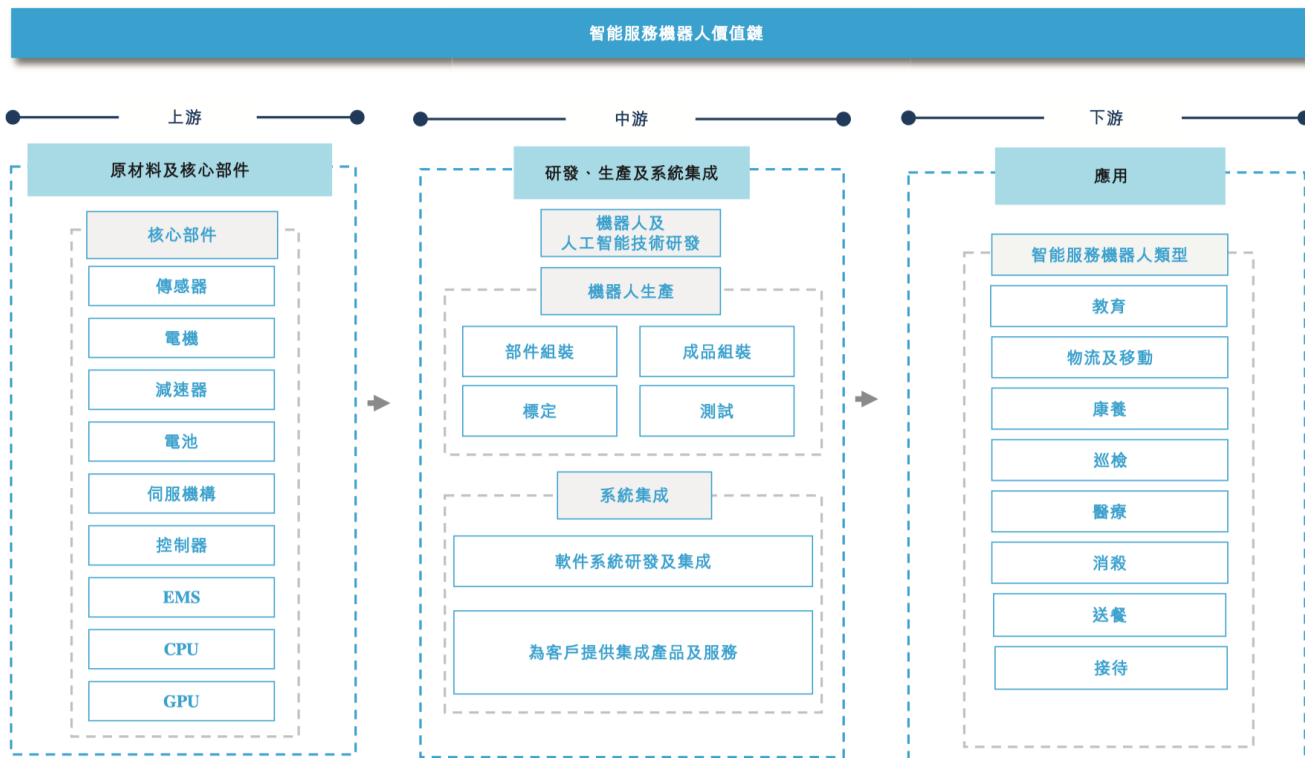 智能服務機器人價值鏈
上游
原材料及核心部件
核心部件
傳感器
電機
減速器
電池
伺服機構
控制器
EMS
CPU
GPU
中游
研發、生產及系統集成
機器人及
人工智能技術研發
機器人生產
部件組裝
成品組裝
標定
測試
系統集成
軟件系統研發及集成
為客戶提供集成產品及服務
下游
應用
智能服務機器人類型
教育
物流及移動
康養
巡檢
醫療
消殺
送餐
接待